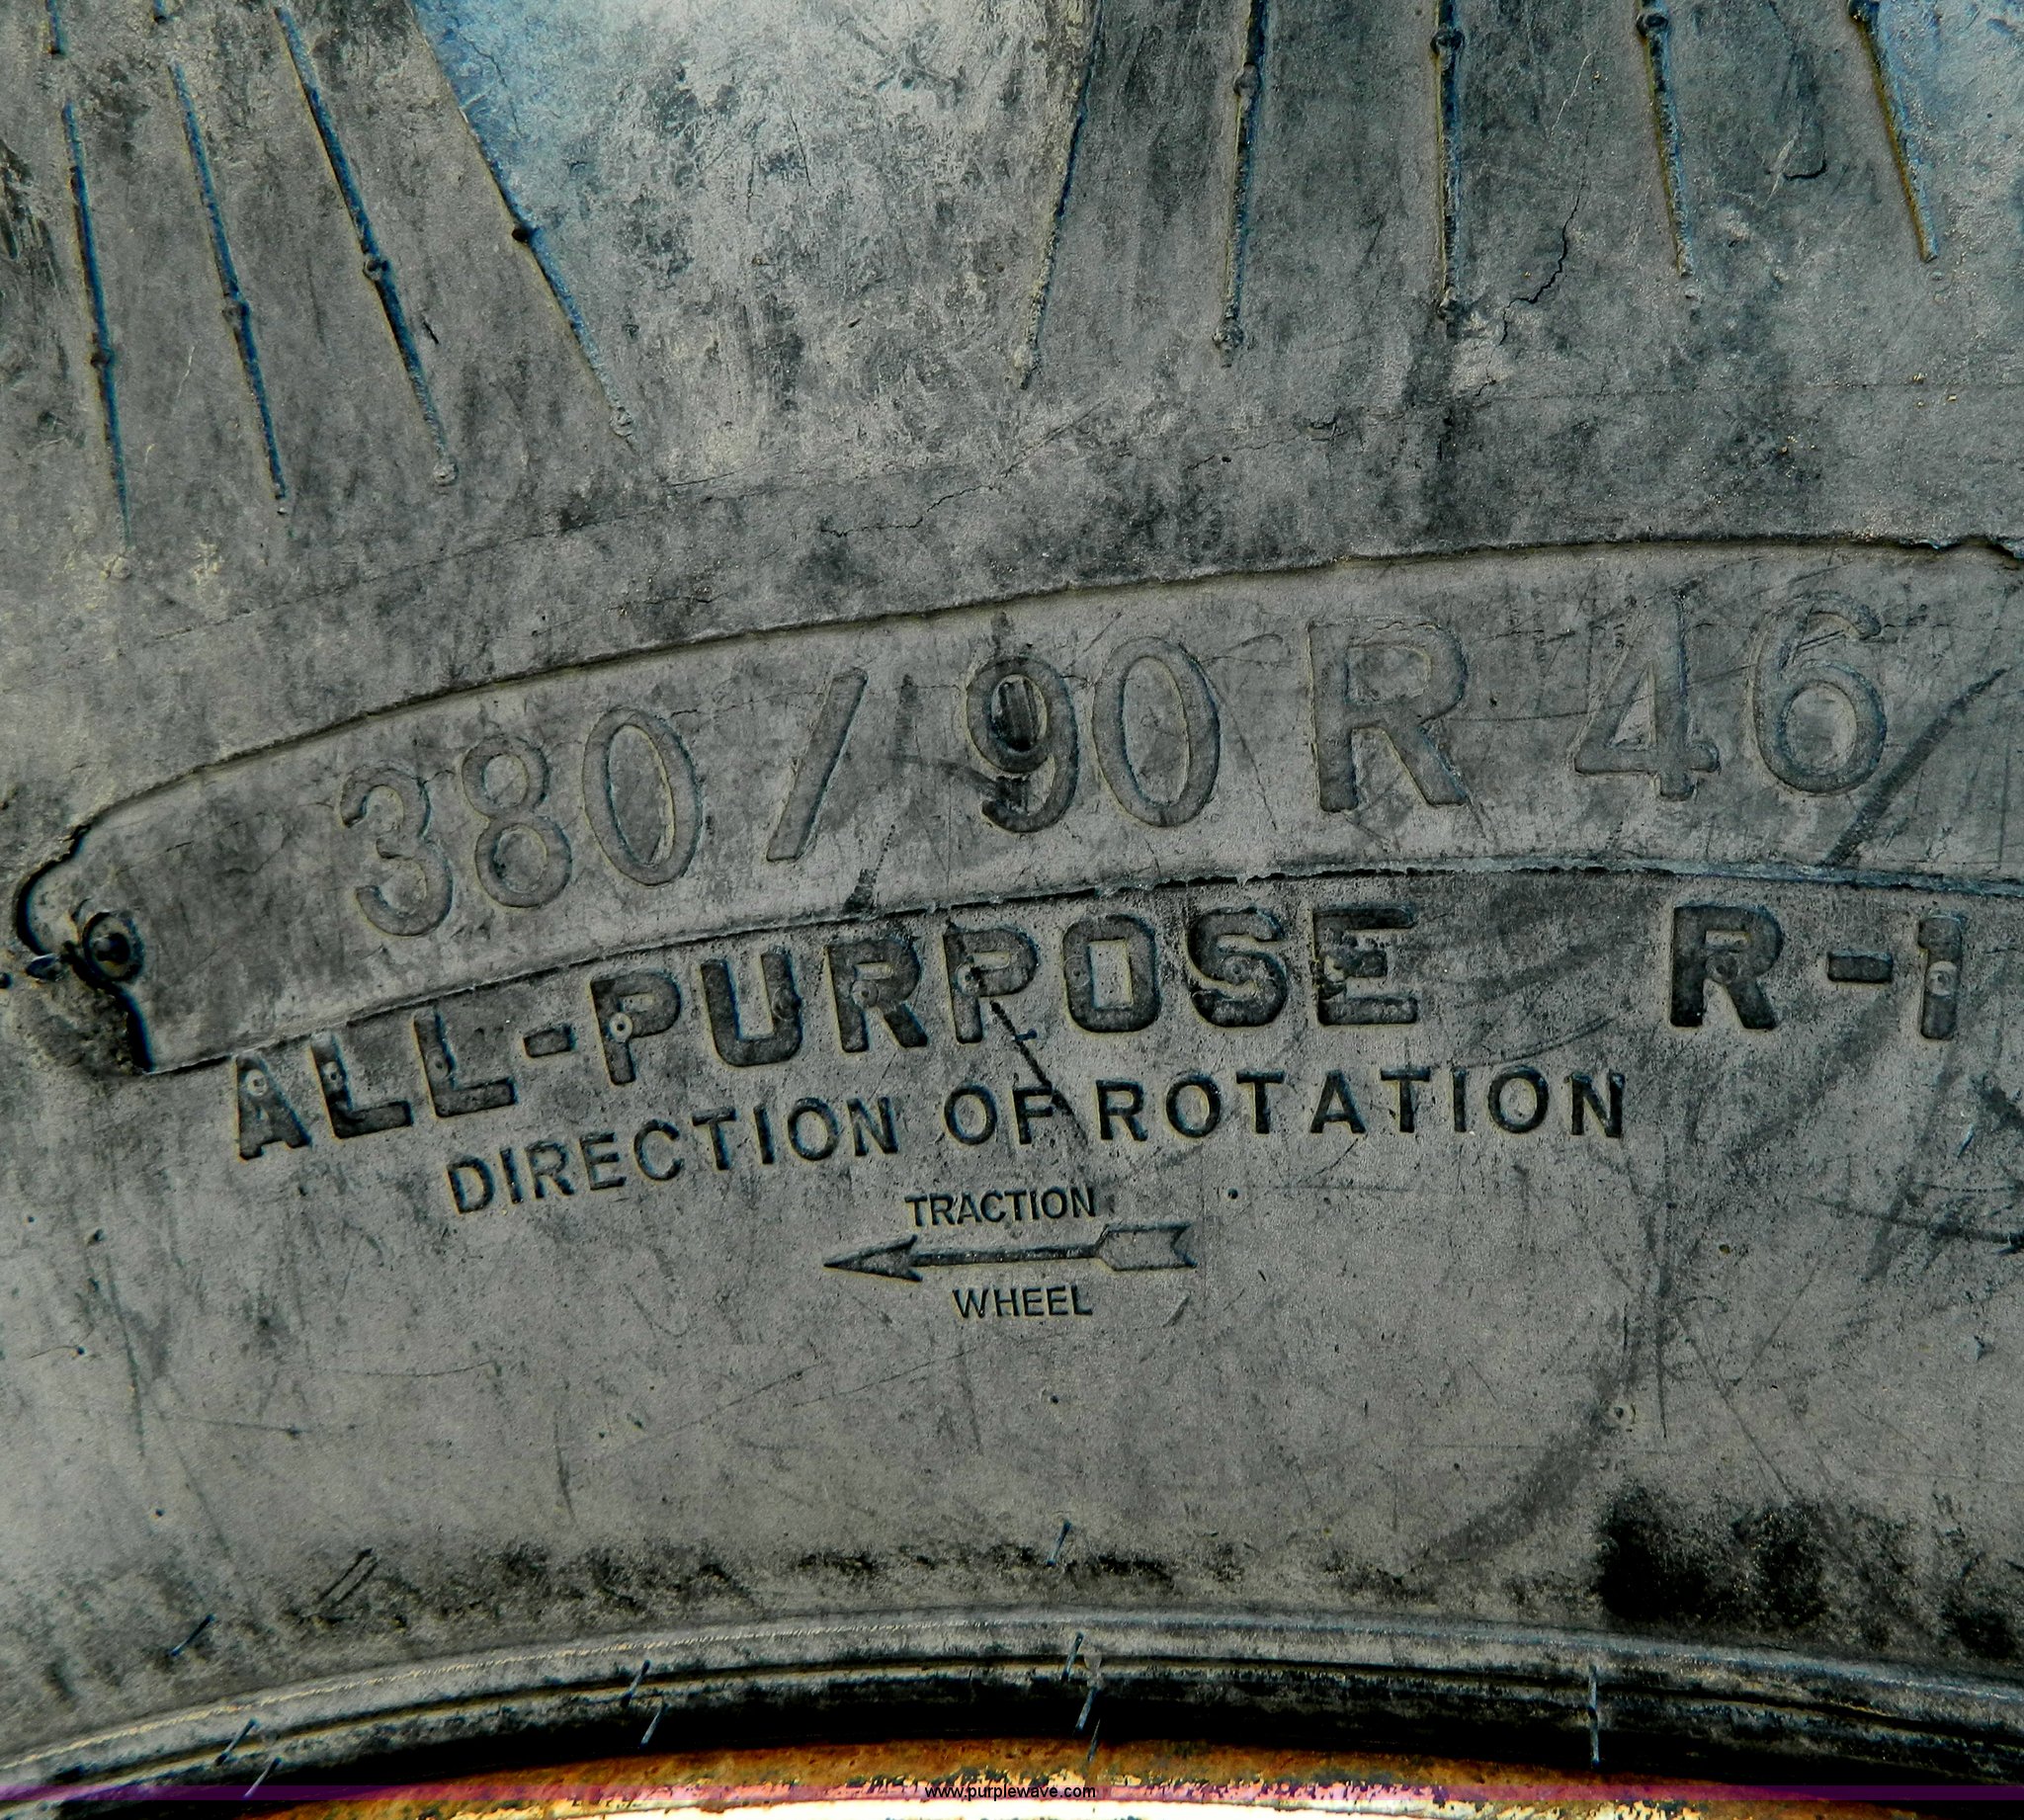 380/90 R 46
ALL-PURPOSE R-1
DIRECTION OF ROTATION
TRACTION
WHEEL
www.purplewave.com